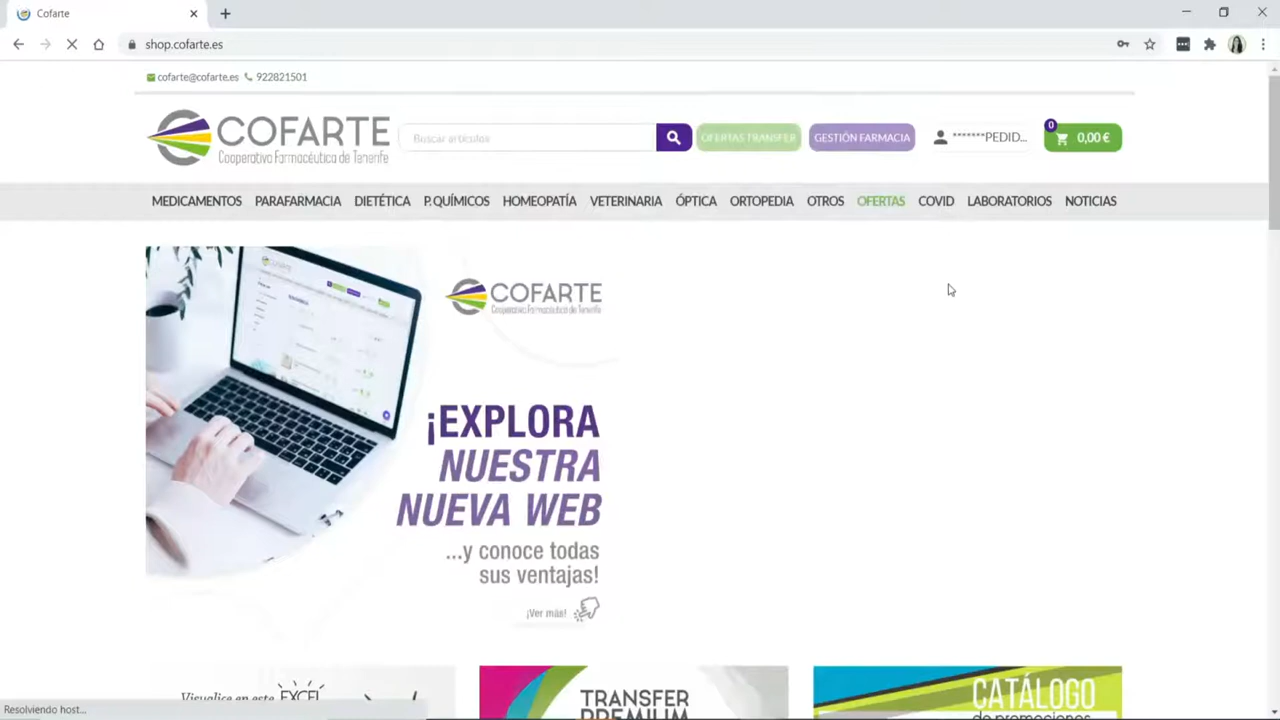 Cofarte
shop.cofarte.es
cofarte@cofarte.es 922821501
COFARTE
Cooperativa Farmacéutica de Tenerife
Buscar artículos
OFERTAS TRANSFER
GESTIÓN FARMACIA
*******PEDID...
0
0,00 €
MEDICAMENTOS PARAFARMACIA DIETÉTICA P. QUÍMICOS HOMEOPATÍA VETERINARIA ÓPTICA ORTOPEDIA OTROS OFERTAS COVID LABORATORIOS NOTICIAS
COFARTE
Cooperativa Farmacéutica de Tenerife
¡EXPLORA
NUESTRA
NUEVA WEB
...y conoce todas
sus ventajas!
¡Ver más!
Visualice en este EXCEL
TRANSFER
PREMIUM
CATÁLOGO
de promociones
Resolviendo host...